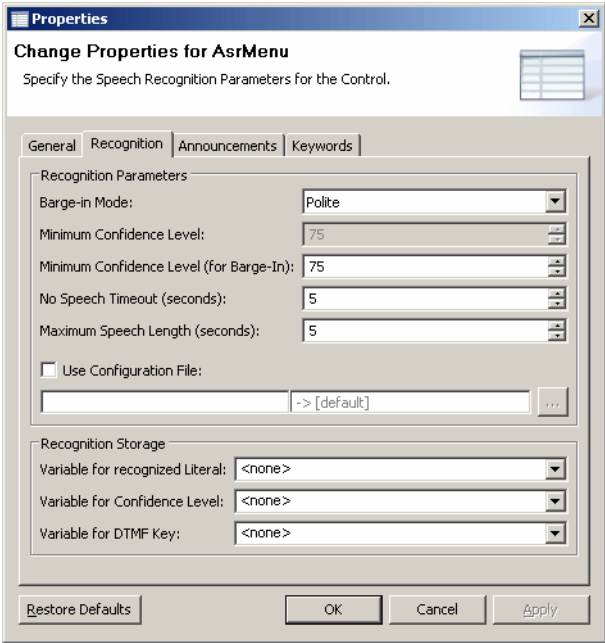 Properties
Change Properties for AsrMenu
Specify the Speech Recognition Parameters for the Control.
General Recognition Announcements Keywords
Recognition Parameters
Barge-in Mode: Polite
Minimum Confidence Level: 75
Minimum Confidence Level (for Barge-In): 75
No Speech Timeout (seconds): 5
Maximum Speech Length (seconds): 5
Use Configuration File:
-> [default] ...
Recognition Storage
Variable for recognized Literal: <none>
Variable for Confidence Level: <none>
Variable for DTMF Key: <none>
Restore Defaults OK Cancel Apply